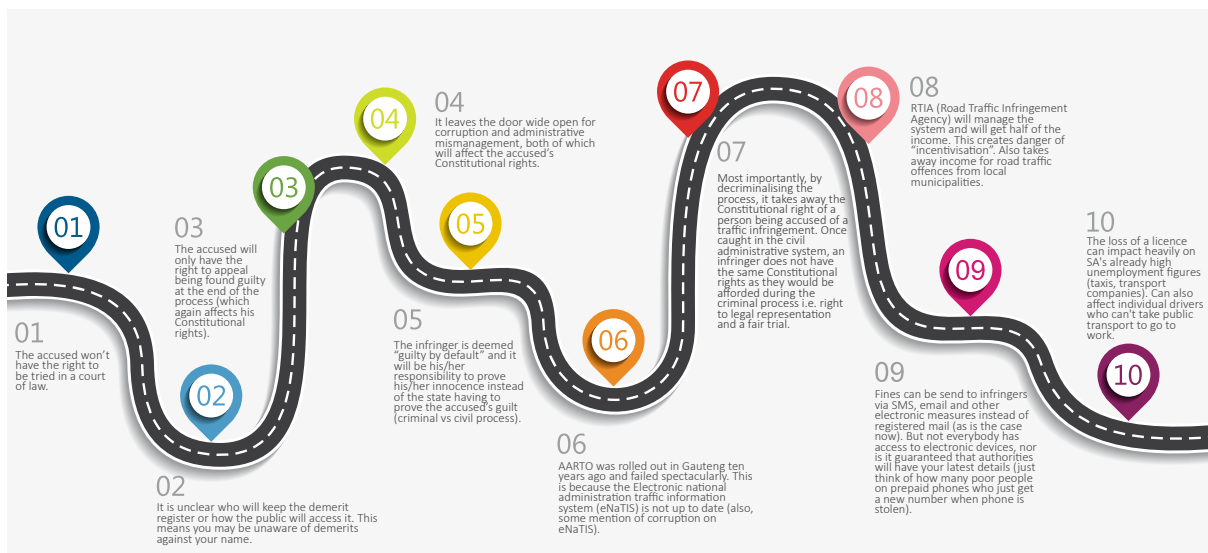 01
01
The accused won't
have the right to
be tried in a court
of law.
02
02
It is unclear who will keep the demerit
register or how the public will access it. This
means you may be unaware of demerits
against your name.
03
03
The accused will
only have the
right to appeal
being found guilty
at the end of the
process (which
again affects his
Constitutional
rights).
04
04
It leaves the door wide open for
corruption and administrative
mismanagement, both of which
will affect the accused's
Constitutional rights.
05
05
The infringer is deemed
"guilty by default" and it
will be his/her
responsibility to prove
his/her innocence instead
of the state having to
prove the accused's guilt
(criminal vs civil process).
06
06
AARTO was rolled out in Gauteng ten
years ago and failed spectacularly. This
is because the Electronic national
administration traffic information
system (eNaTIS) is not up to date (also,
some mention of corruption on
eNaTIS).
07
07
Most importantly, by
decriminalising the
process, it takes away the
Constitutional right of a
person being accused of a
traffic infringement. Once
caught in the civil
administrative system, an
infringer does not have
the same Constitutional
rights as they would be
afforded during the
criminal process i.e. right
to legal representation
and a fair trial.
08
08
RTIA (Road Traffic Infringement
Agency) will manage the
system and will get half of the
income. This creates danger of
"incentivisation". Also takes
away income for road traffic
offences from local
municipalities.
09
09
Fines can be send to infringers
via SMS, email and other
electronic measures instead of
registered mail (as is the case
now). But not everybody has
access to electronic devices, nor
is it guaranteed that authorities
will have your latest details (just
think of how many poor people
on prepaid phones who just get
a new number when phone is
stolen).
10
The loss of a licence
can impact heavily on
SA's already high
unemployment figures
(taxis, transport
companies). Can also
affect individual drivers
who can't take public
transport to go to
work.
10